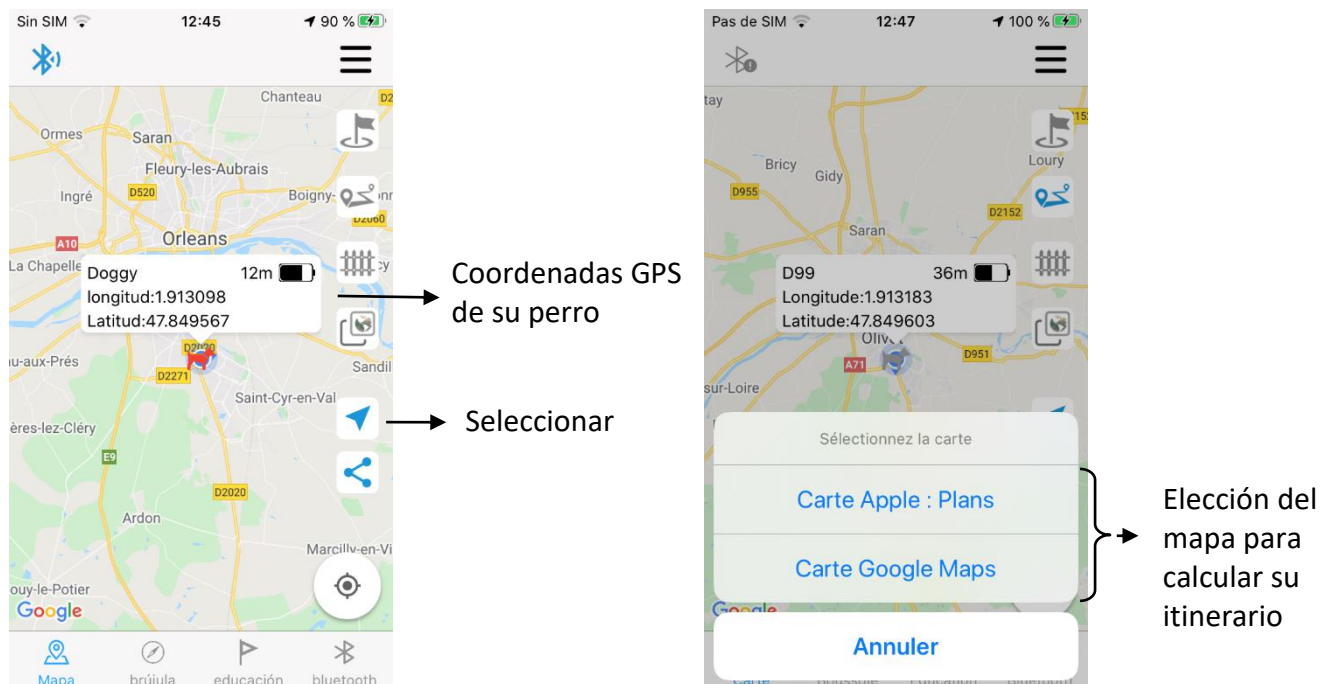 Sin SIM 12:45 90 %
Chanteau
Ormes
Saran
Fleury-les-Aubrais
Ingré
D520
Boigny-
D2060
A10
Orleans
La Chapelle
Doggy 12m
longitud:1.913098
Latitud:47.849567
D2020
D2271
Sandil
Saint-Cyr-en-Val
ères-lez-Cléry
E9
D2020
Ardon
Marcilly-en-Vi
ouy-le-Potier
Google
Mapa brújula educación bluetooth
Coordenadas GPS
de su perro
Seleccionar
Pas de SIM 12:47 100 %
tay
Bricy
Gidy
Loury
D955
D2152
Saran
D99 36m
Longitude:1.913183
Latitude:47.849603
Olivet
D951
A71
sur-Loire
Sélectionnez la carte
Carte Apple : Plans
Carte Google Maps
Google
Annuler
Carte Boussole Education Bluetooth
Elección del
mapa para
calcular su
itinerario